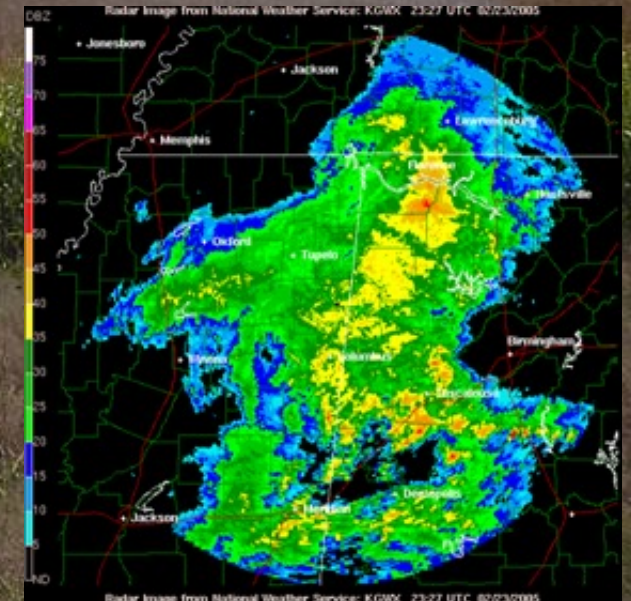 Radar Image from National Weather Service: KGWX 23:27 UTC 02/23/2005
DBZ
75
70
65
60
55
50
45
40
35
30
25
20
15
10
5
ND
Jonesboro
Jackson
Memphis
Lawrenceburg
Florence
Huntsville
Oxford
Tupelo
Birmingham
Winona
Columbus
Tuscaloosa
Demopolis
Meridian
Jackson
Radar Image from National Weather Service: KGWX 23:27 UTC 02/23/2005